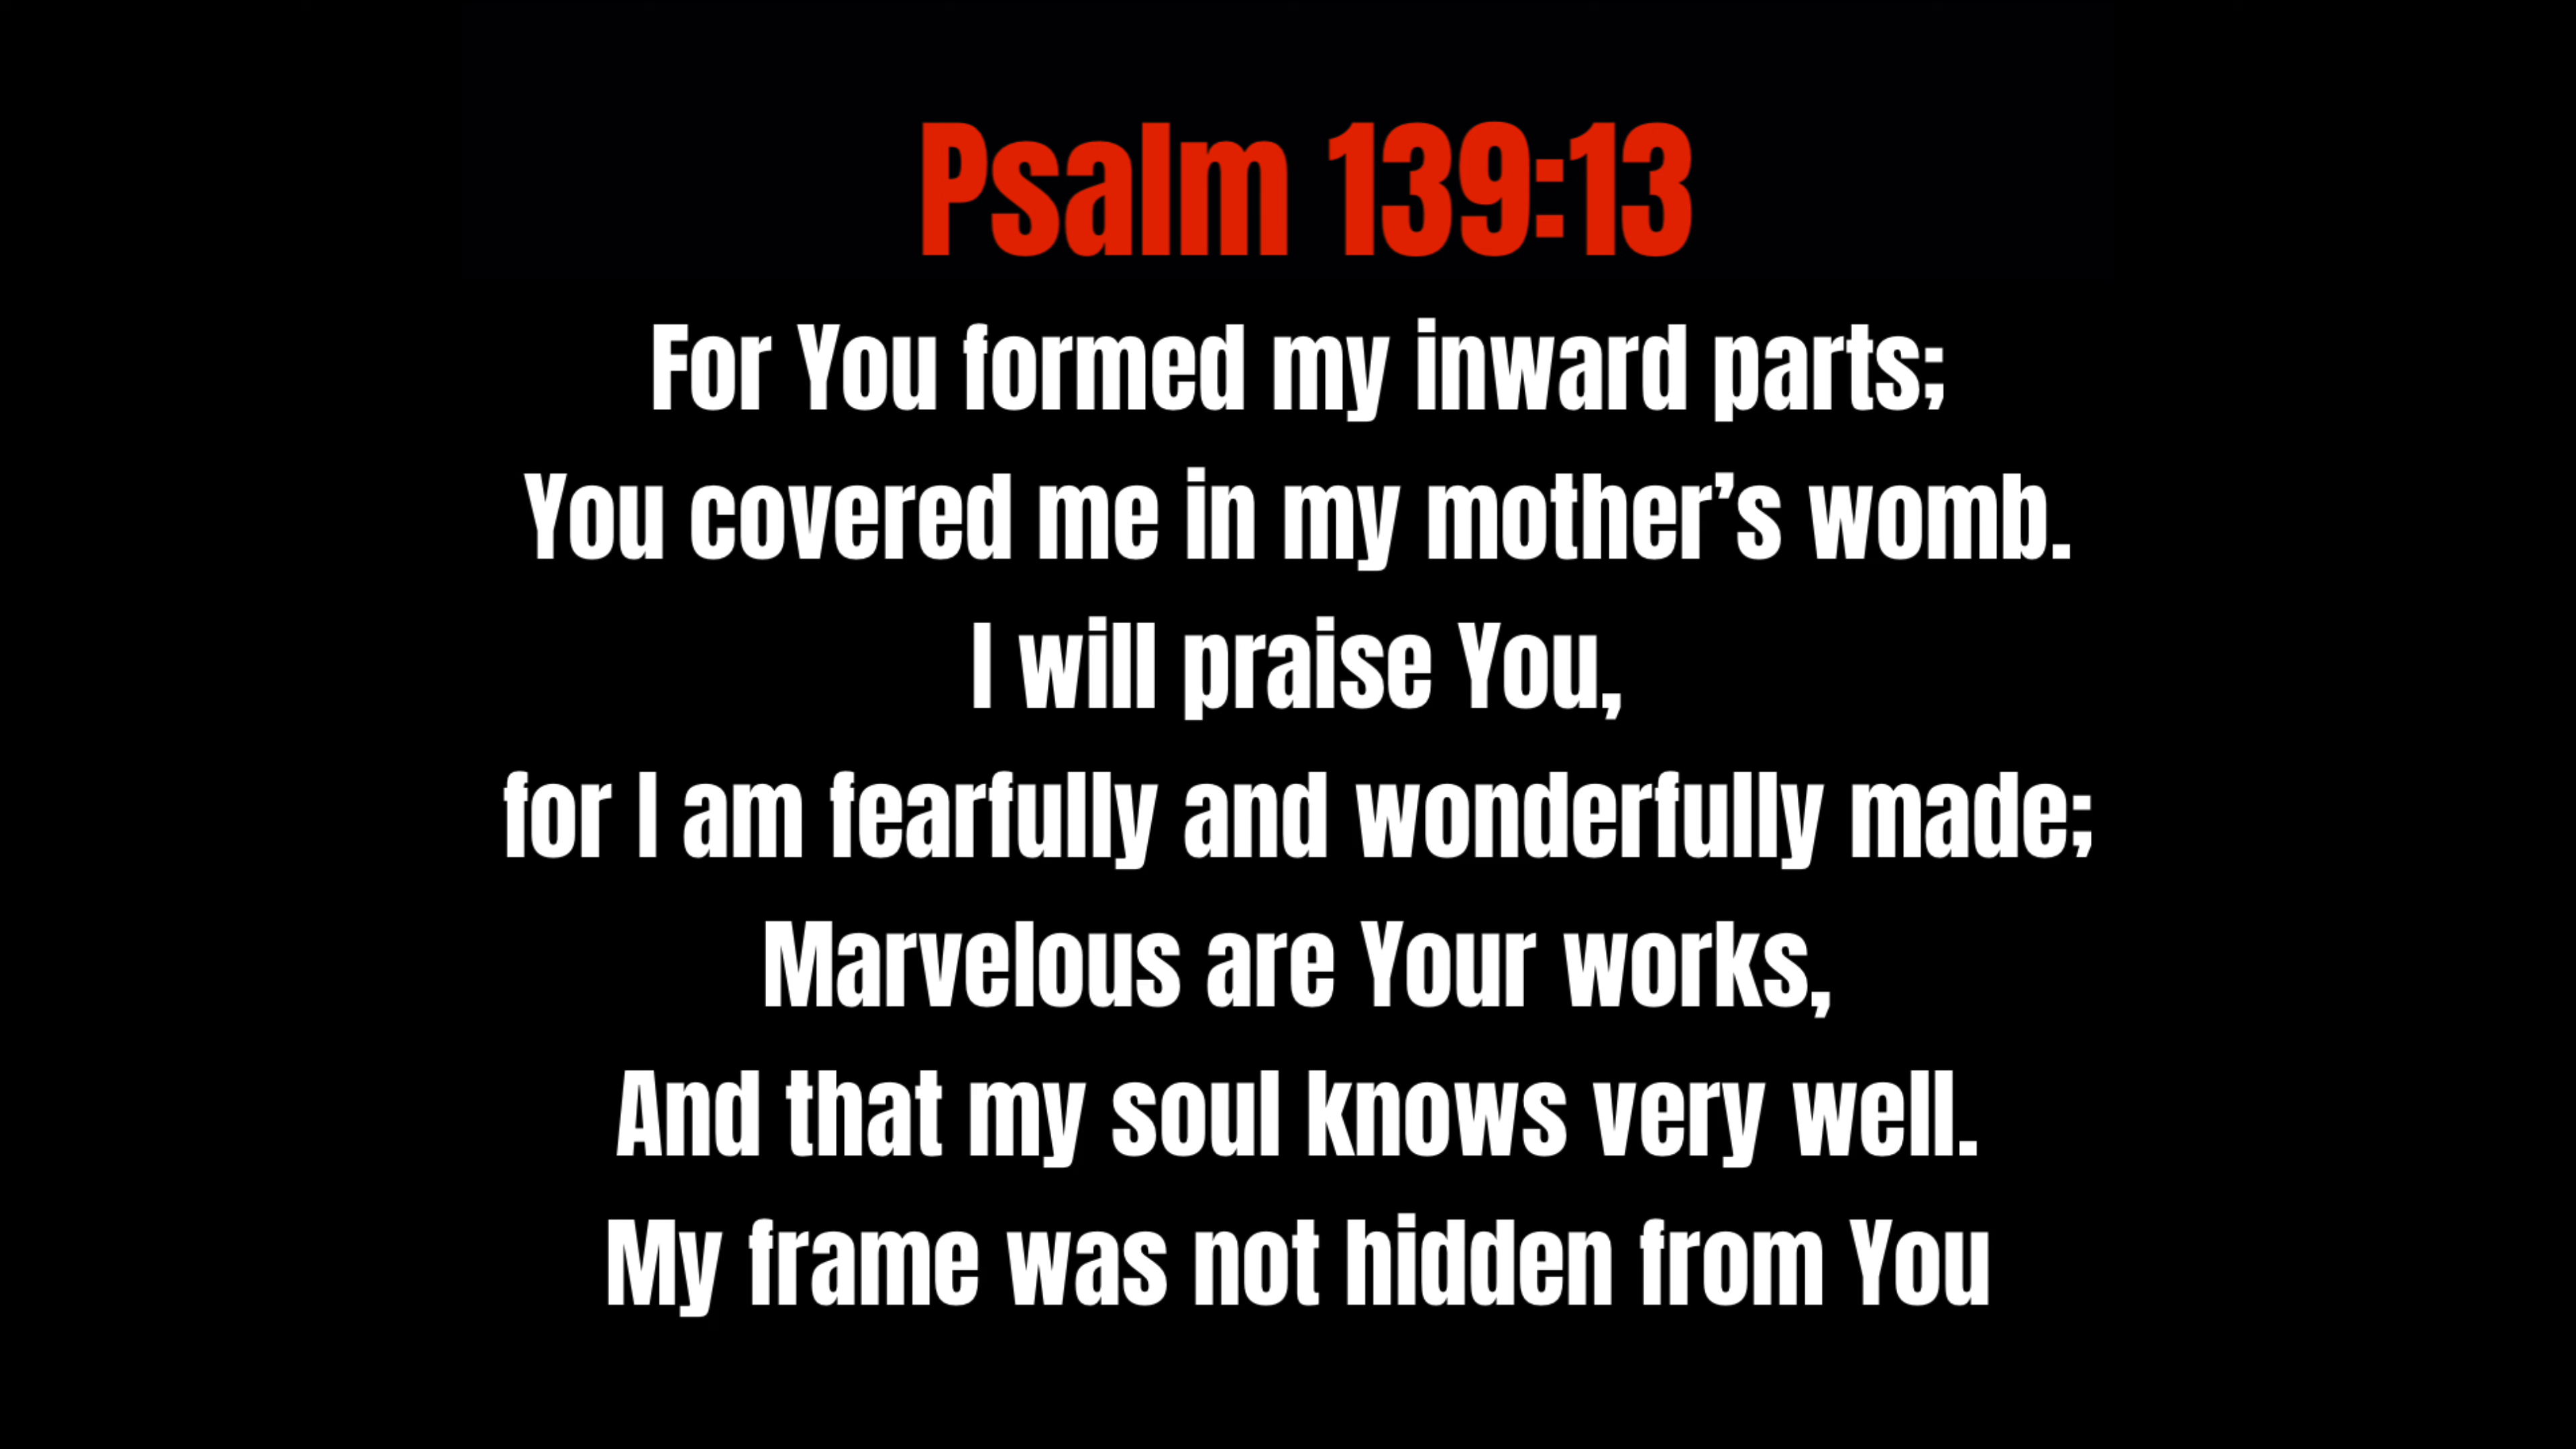 Psalm 139:13
For You formed my inward parts;
You covered me in my mother’s womb.
I will praise You,
for I am fearfully and wonderfully made;
Marvelous are Your works,
And that my soul knows very well.
My frame was not hidden from You